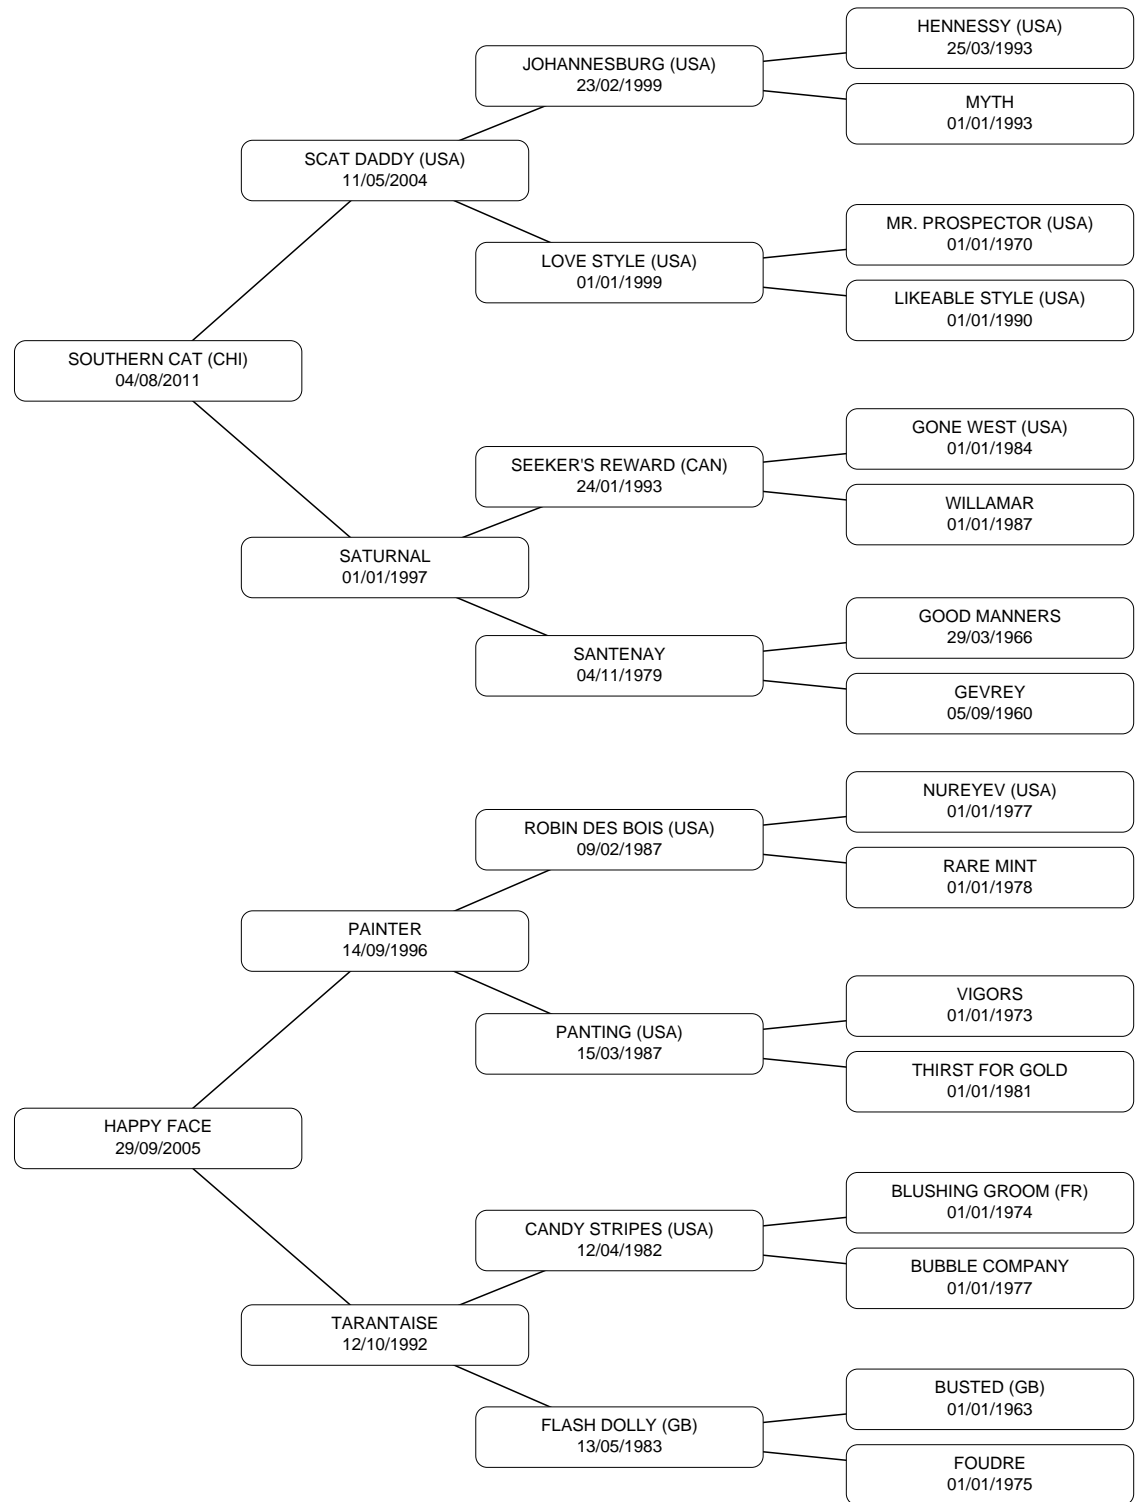 HENNESSY (USA)
25/03/1993
JOHANNESBURG (USA)
23/02/1999
MYTH
01/01/1993
SCAT DADDY (USA)
11/05/2004
MR. PROSPECTOR (USA)
01/01/1970
LOVE STYLE (USA)
01/01/1999
LIKEABLE STYLE (USA)
01/01/1990
SOUTHERN CAT (CHI)
04/08/2011
GONE WEST (USA)
01/01/1984
SEEKER'S REWARD (CAN)
24/01/1993
WILLAMAR
01/01/1987
SATURNAL
01/01/1997
GOOD MANNERS
29/03/1966
SANTENAY
04/11/1979
GEVREY
05/09/1960
NUREYEV (USA)
01/01/1977
ROBIN DES BOIS (USA)
09/02/1987
RARE MINT
01/01/1978
PAINTER
14/09/1996
VIGORS
01/01/1973
PANTING (USA)
15/03/1987
THIRST FOR GOLD
01/01/1981
HAPPY FACE
29/09/2005
BLUSHING GROOM (FR)
01/01/1974
CANDY STRIPES (USA)
12/04/1982
BUBBLE COMPANY
01/01/1977
TARANTAISE
12/10/1992
BUSTED (GB)
01/01/1963
FLASH DOLLY (GB)
13/05/1983
FOUDRE
01/01/1975